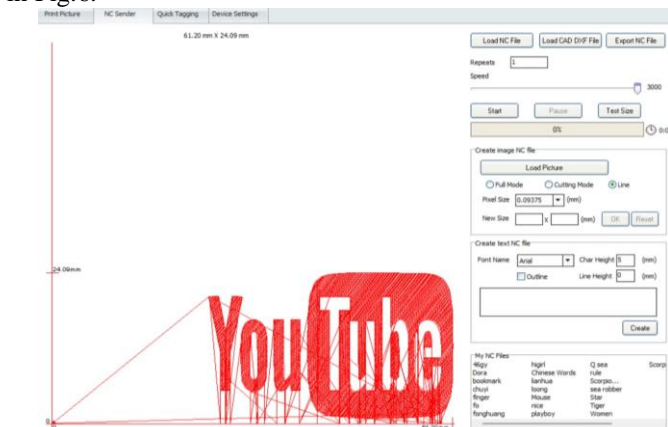 in Fig.6.
Print Picture NC Sender Quick Tagging Device Settings
61.20 mm X 24.09 mm
Load NC File Load CAD DXF File Export NC File
Repeats 1
Speed
3000
Start Pause Test Size
0%
Create image NC file
Load Picture
Full Mode Cutting Mode Line
Pixel Size 0.09375 (mm)
New Size x (mm) OK Reset
Create text NC file
24.09mm
Font Name Arial Char Height 5 (mm)
Outline Line Height 0 (mm)
YouTube
Create
My NC Files
Higrl Q sea Scorp
Dora Chinese Words rule
bookmark lianhua Scorpio...
chuyi loong sea robber
finger Mouse Star
fo nice Tiger
fonghuang playboy Women
0